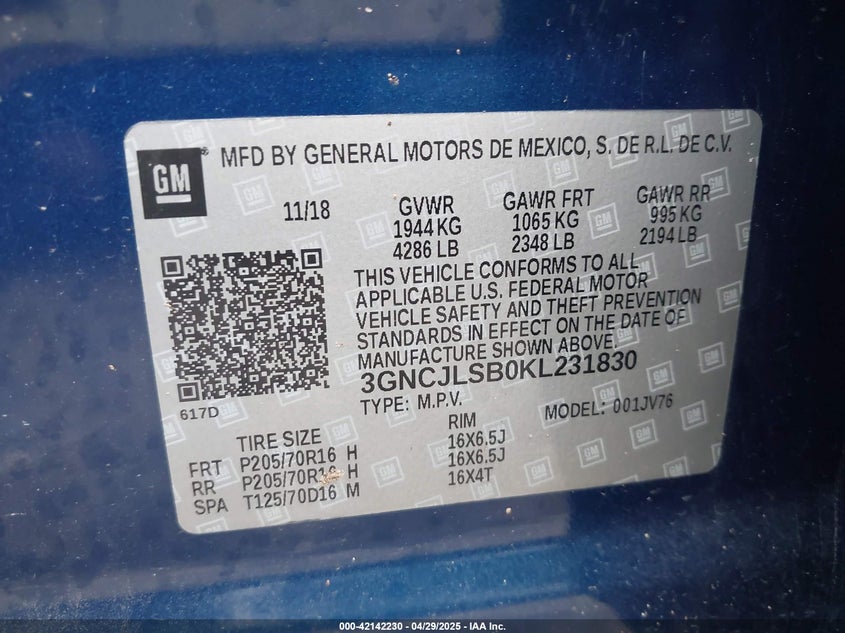 GM
MFD BY GENERAL MOTORS DE MEXICO, S. DE R.L. DE C.V.
11/18 GVWR GAWR FRT GAWR RR
1944 KG 1065 KG 995 KG
4286 LB 2348 LB 2194 LB
THIS VEHICLE CONFORMS TO ALL
APPLICABLE U.S. FEDERAL MOTOR
VEHICLE SAFETY AND THEFT PREVENTION
STANDARDS IN EFFECT ON THE DATE OF
MANUFACTURE SHOWN ABOVE.
3GNCJLSB0KL231830
617D TYPE: M.P.V. MODEL: 001JV76
TIRE SIZE RIM
FRT P205/70R16 H 16X6.5J
RR P205/70R16 H 16X6.5J
SPA T125/70D16 M 16X4T
000-42142230 - 04/29/2025 - IAA Inc.